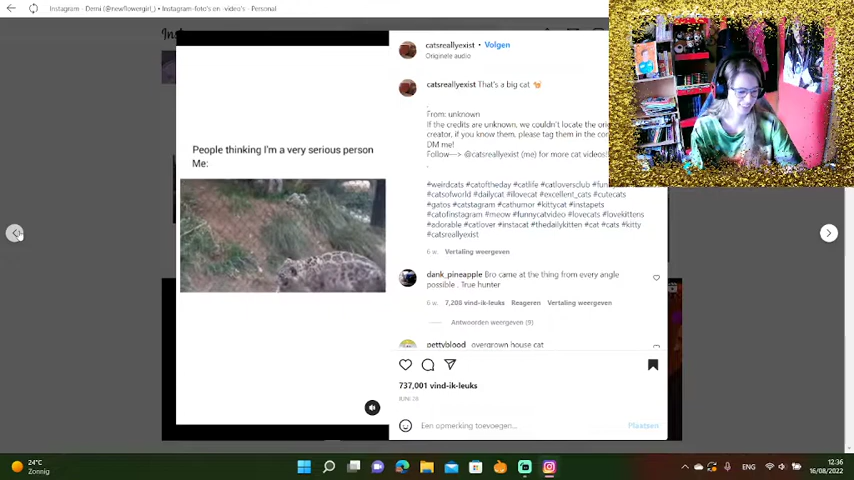 Instagram - Demi (@newflowergirl_) • Instagram-foto's en -video's - Personal
catsreallyexist • Volgen
Originele audio
catsreallyexist That's a big cat
.
From: unknown
If the credits are unknown, we couldn't locate the
creator, if you know them, please tag them in the
DM me!
Follow—> @catsreallyexist (me) for more cat videos!
.
#weirdcats #catoftheday #catlife #catloversclub
#catsofworld #dailycat #ilovecat #excellent_cats #cutecats
#gatos #catstagram #cathumor #kittycat #instapets
#catofinstagram #meow #funnycatvideo #lovecats #lovekittens
#adorable #catlover #instacat #thedailykitten #cat #cats #kitty
#catsreallyexist
6 w. Vertaling weergeven
People thinking I'm a very serious person
Me:
dank_pineapple Bro came at the thing from every angle
possible . True hunter
6 w. 7,208 vind-ik-leuks Reageren Vertaling weergeven
Antwoorden weergeven (9)
pettyblood overgrown house cat
737,001 vind-ik-leuks
JUNI 28
Een opmerking toevoegen... Plaatsen
24°C
Zonnig
12:36
16/08/2022